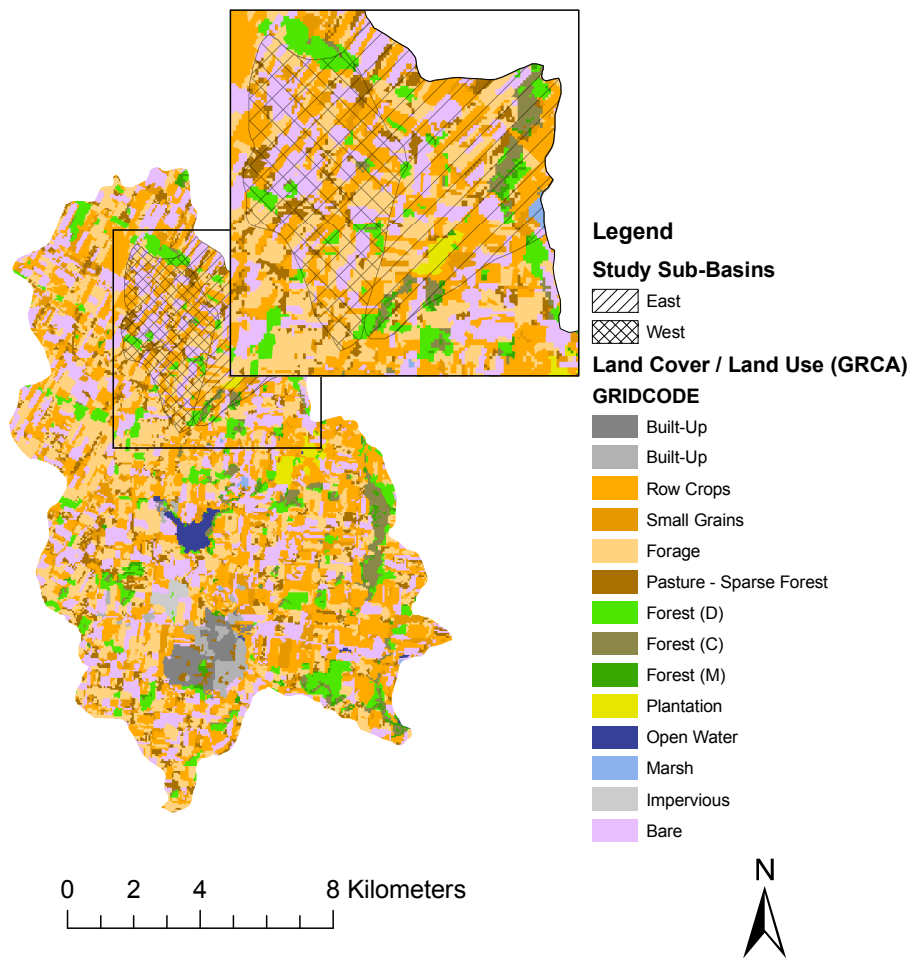 Legend
Study Sub-Basins
East
West
Land Cover / Land Use (GRCA)
GRIDCODE
Built-Up
Built-Up
Row Crops
Small Grains
Forage
Pasture - Sparse Forest
Forest (D)
Forest (C)
Forest (M)
Plantation
Open Water
Marsh
Impervious
Bare
0 2 4 8 Kilometers
N